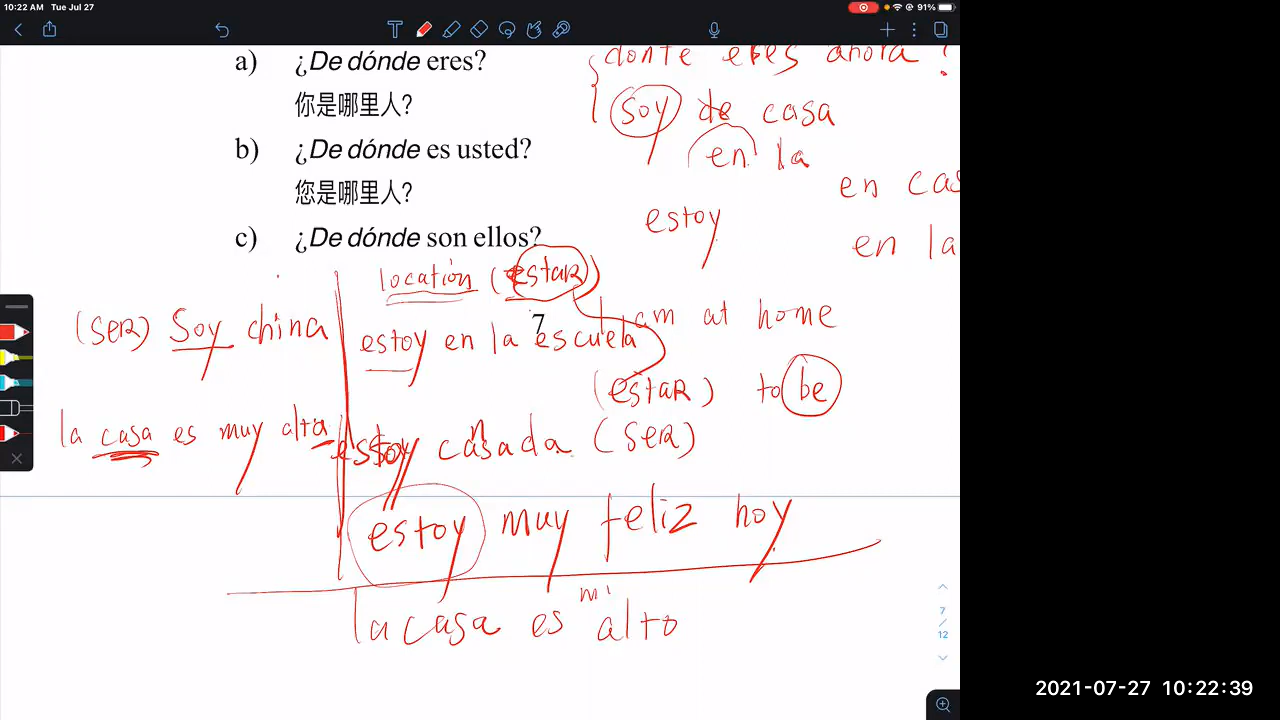 10:22 AM Tue Jul 27
91%
a) ¿De dónde eres?
你是哪里人?
b) ¿De dónde es usted?
您是哪里人?
c) ¿De dónde son ellos?
donte eres ahora?
soy de casa
en la
en cas
estoy
en la
location (estar)
7
(SER) Soy china
estoy en la escuela
I am at home
(estar) to be
la casa es muy alta
estoy
(SER)
estoy muy feliz hoy
la casa es alto
7
/
12
2021-07-27 10:22:39